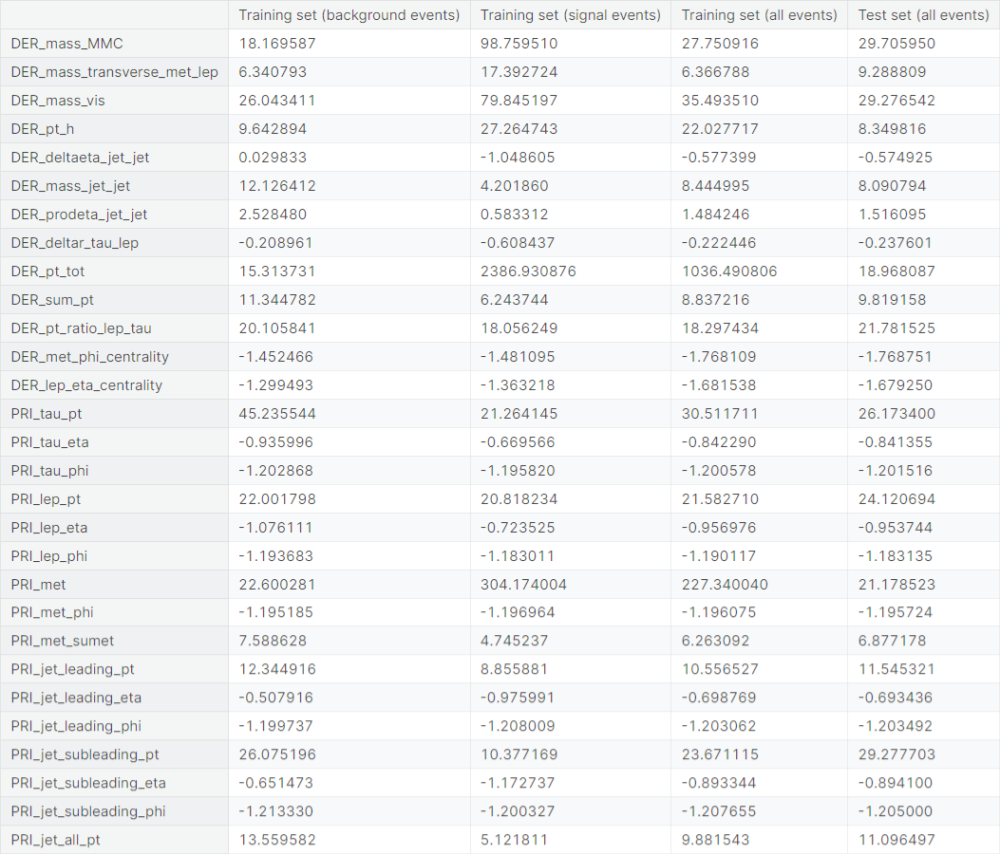 Training set (background events) Training set (signal events) Training set (all events) Test set (all events)
DER_mass_MMC 18.169587 98.759510 27.750916 29.705950
DER_mass_transverse_met_lep 6.340793 17.392724 6.366788 9.288809
DER_mass_vis 26.043411 79.845197 35.493510 29.276542
DER_pt_h 9.642894 27.264743 22.027717 8.349816
DER_deltaeta_jet_jet 0.029833 -1.048605 -0.577399 -0.574925
DER_mass_jet_jet 12.126412 4.201860 8.444995 8.090794
DER_prodeta_jet_jet 2.528480 0.583312 1.484246 1.516095
DER_deltar_tau_lep -0.208961 -0.608437 -0.222446 -0.237601
DER_pt_tot 15.313731 2386.930876 1036.490806 18.968087
DER_sum_pt 11.344782 6.243744 8.837216 9.819158
DER_pt_ratio_lep_tau 20.105841 18.056249 18.297434 21.781525
DER_met_phi_centrality -1.452466 -1.481095 -1.768109 -1.768751
DER_lep_eta_centrality -1.299493 -1.363218 -1.681538 -1.679250
PRI_tau_pt 45.235544 21.264145 30.511711 26.173400
PRI_tau_eta -0.935996 -0.669566 -0.842290 -0.841355
PRI_tau_phi -1.202868 -1.195820 -1.200578 -1.201516
PRI_lep_pt 22.001798 20.818234 21.582710 24.120694
PRI_lep_eta -1.076111 -0.723525 -0.956976 -0.953744
PRI_lep_phi -1.193683 -1.183011 -1.190117 -1.183135
PRI_met 22.600281 304.174004 227.340040 21.178523
PRI_met_phi -1.195185 -1.196964 -1.196075 -1.195724
PRI_met_sumet 7.588628 4.745237 6.263092 6.877178
PRI_jet_leading_pt 12.344916 8.855881 10.556527 11.545321
PRI_jet_leading_eta -0.507916 -0.975991 -0.698769 -0.693436
PRI_jet_leading_phi -1.199737 -1.208009 -1.203062 -1.203492
PRI_jet_subleading_pt 26.075196 10.377169 23.671115 29.277703
PRI_jet_subleading_eta -0.651473 -1.172737 -0.893344 -0.894100
PRI_jet_subleading_phi -1.213330 -1.200327 -1.207655 -1.205000
PRI_jet_all_pt 13.559582 5.121811 9.881543 11.096497